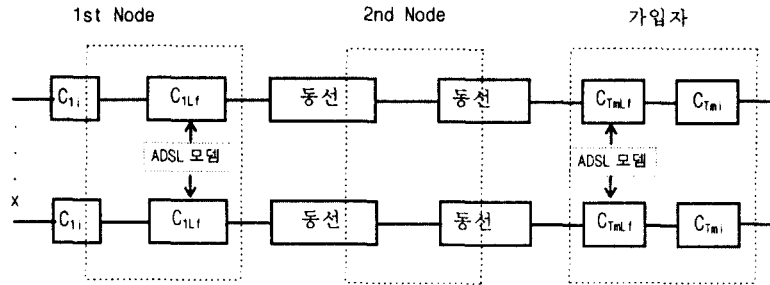 1st Node 2nd Node 가입자
C1i C1Lf 동선 동선 CTmLf CTmi
ADSL 모뎀 ADSL 모뎀
x
C1i C1Lf 동선 동선 CTmLf CTmi